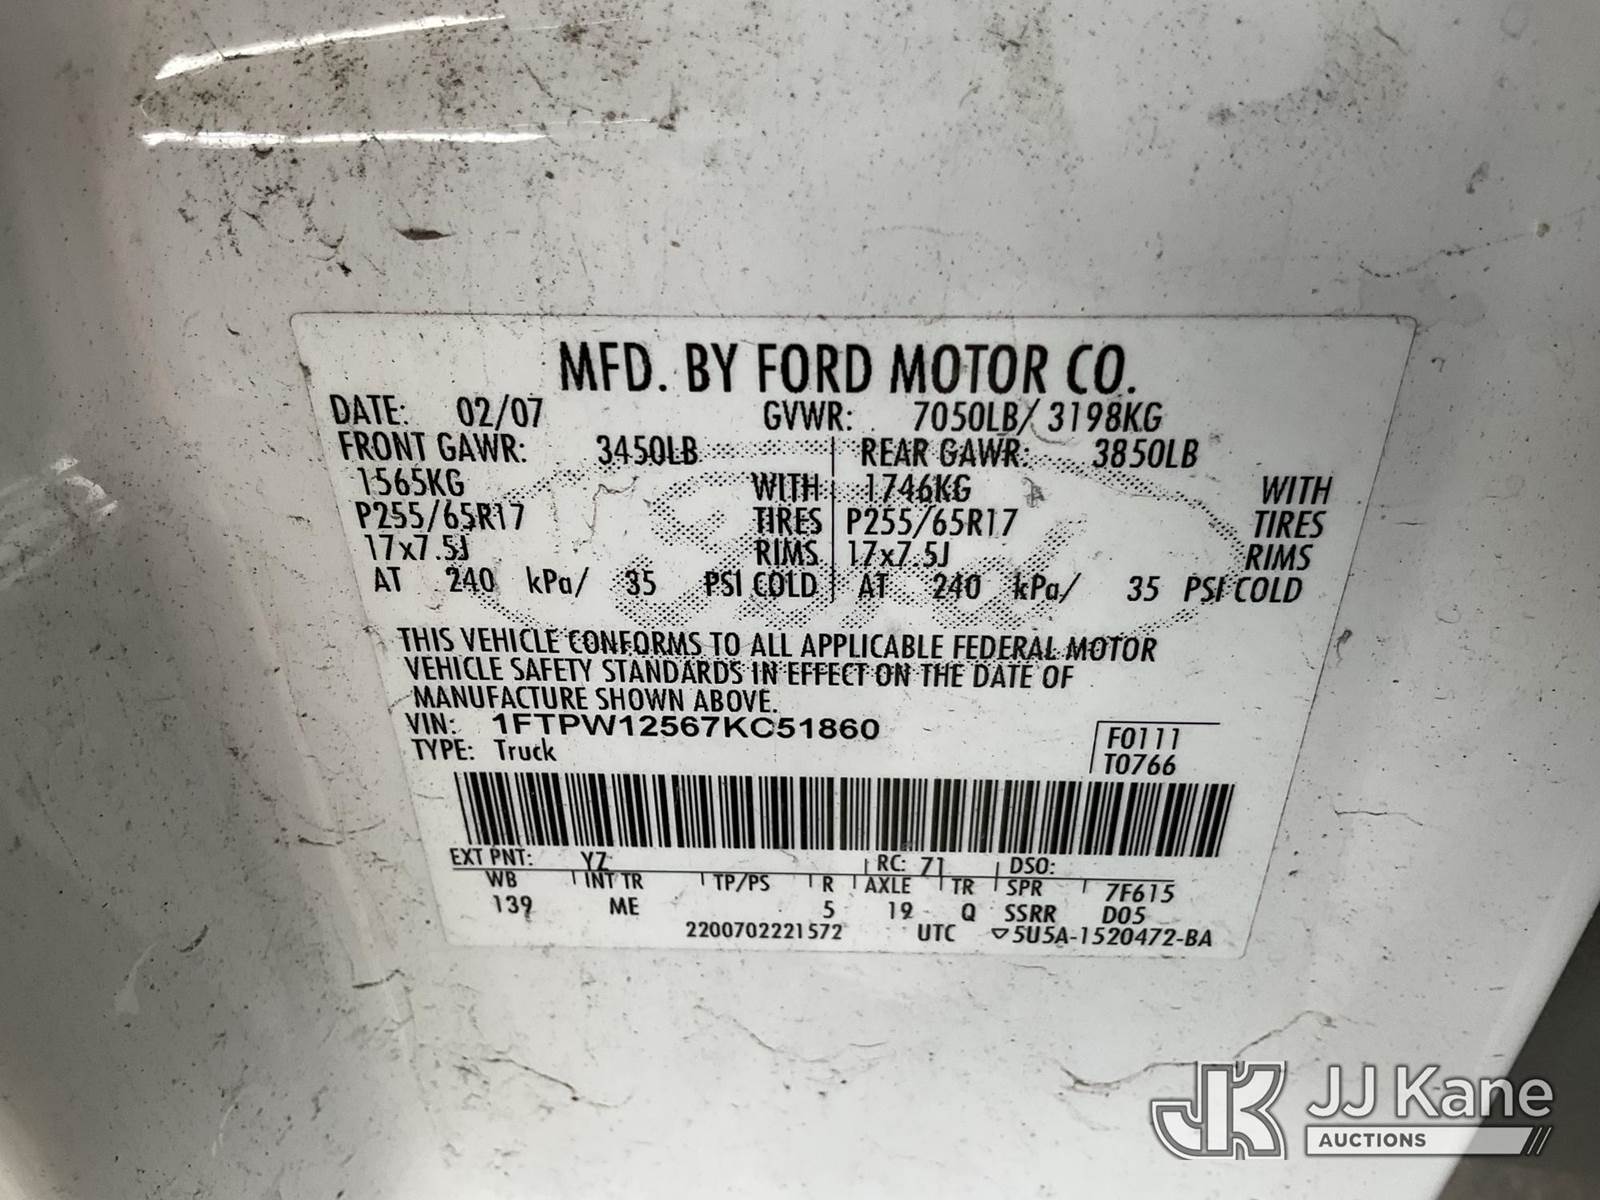 MFD. BY FORD MOTOR CO.
DATE: 02/07 GVWR: 7050LB/ 3198KG
FRONT GAWR: 3450LB REAR GAWR: 3850LB
1565KG WITH 1746KG WITH
P255/65R17 TIRES P255/65R17 TIRES
17x7.5J RIMS 17x7.5J RIMS
AT 240 kPa/ 35 PSI COLD AT 240 kPa/ 35 PSI COLD
THIS VEHICLE CONFORMS TO ALL APPLICABLE FEDERAL MOTOR
VEHICLE SAFETY STANDARDS IN EFFECT ON THE DATE OF
MANUFACTURE SHOWN ABOVE.
VIN: 1FTPW12567KC51860 F0111
TYPE: Truck T0766
EXT PNT: YZ RC: 71 DSO:
WB INT TR TP/PS R AXLE TR SPR 7F615
139 ME 5 19 Q SSRR D05
2200702221572 UTC ▽5U5A-1520472-BA
JK JJ Kane
AUCTIONS